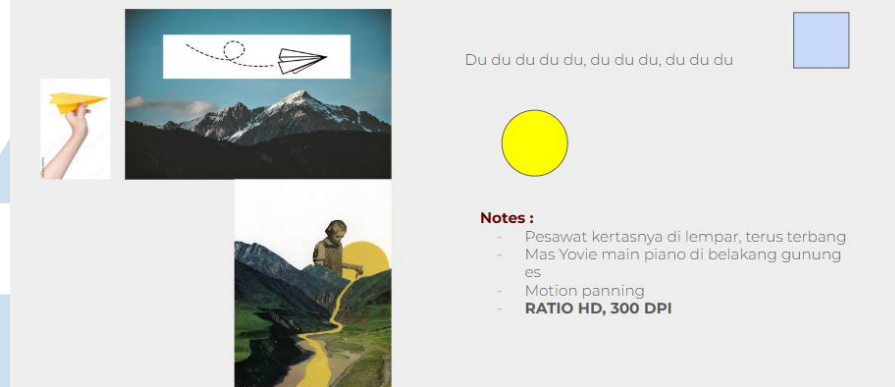 Du du du du du, du du du, du du du
Notes :
- Pesawat kertasnya di lempar, terus terbang
- Mas Yovie main piano di belakang gunung
es
- Motion panning
- RATIO HD, 300 DPI